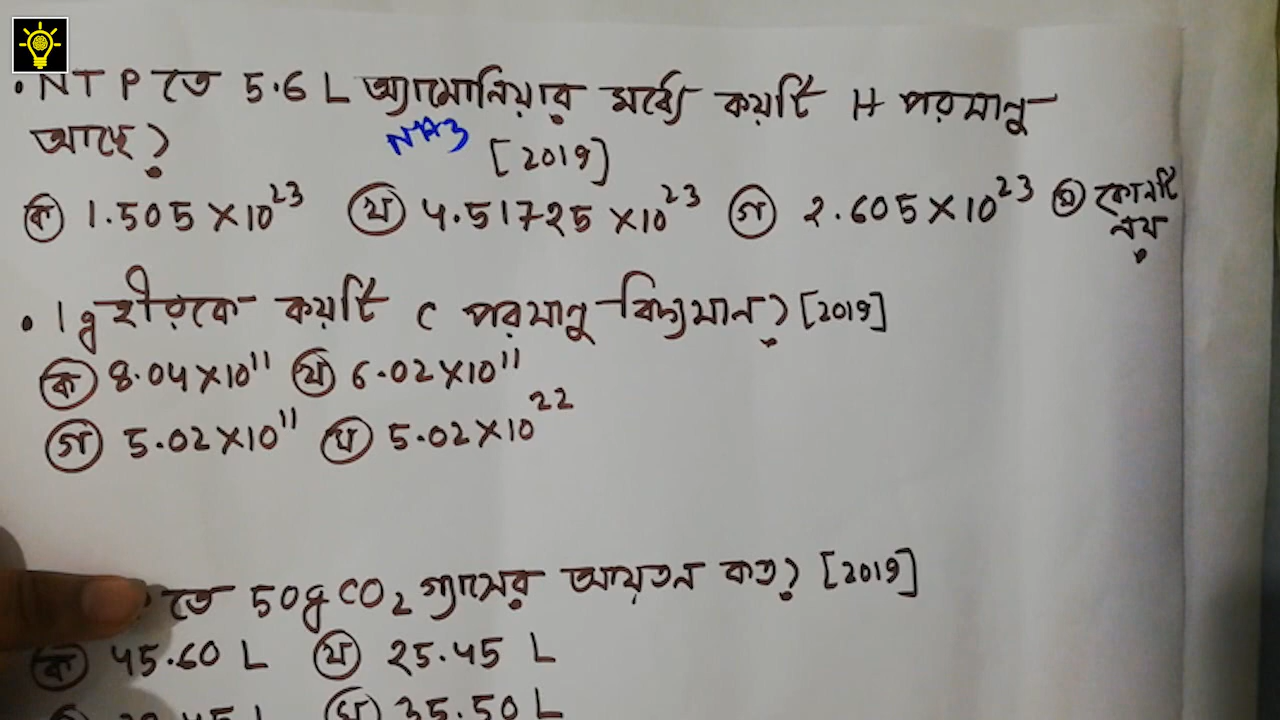 • NTP তে 5.6 L অ্যামোনিয়ার মধ্যে কয়টি H পরমানু
আছে?
NH3
[2019]
ক 1.505 × 10^23 খ 4.51725 × 10^23 গ 2.605 × 10^23 ঘ কোনটি
নয়
• 1g হীরকে কয়টি C পরমানু বিদ্যমান? [2019]
ক 8.04 × 10^11 খ 6.02 × 10^11
গ 5.02 × 10^11 ঘ 5.02 × 10^22
তে 50g CO2 গ্যাসের আয়তন কত? [2019]
ক 45.60 L খ 25.45 L
ঘ 35.50 L